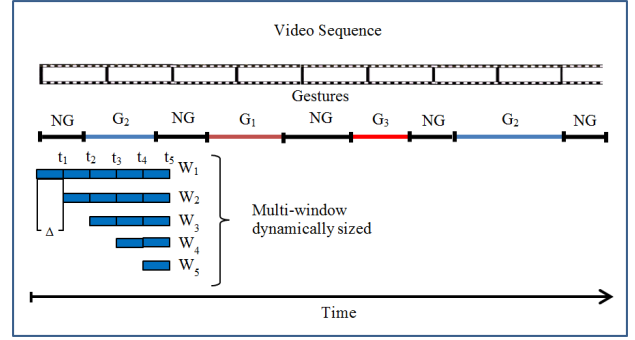 Video Sequence
Gestures
NG G₂ NG G₁ NG G₃ NG G₂ NG
t₁ t₂ t₃ t₄ t₅ W₁
W₂
W₃
Δ
W₄
W₅
Multi-window
dynamically sized
Time